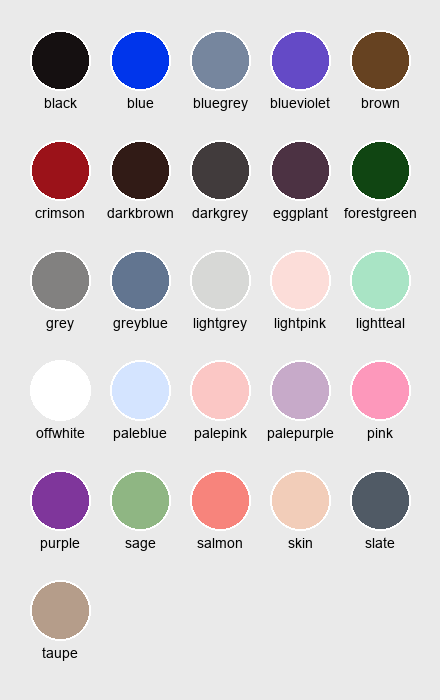 black blue bluegrey blueviolet brown
crimson darkbrown darkgrey eggplant forestgreen
grey greyblue lightgrey lightpink lightteal
offwhite paleblue palepink palepurple pink
purple sage salmon skin slate
taupe